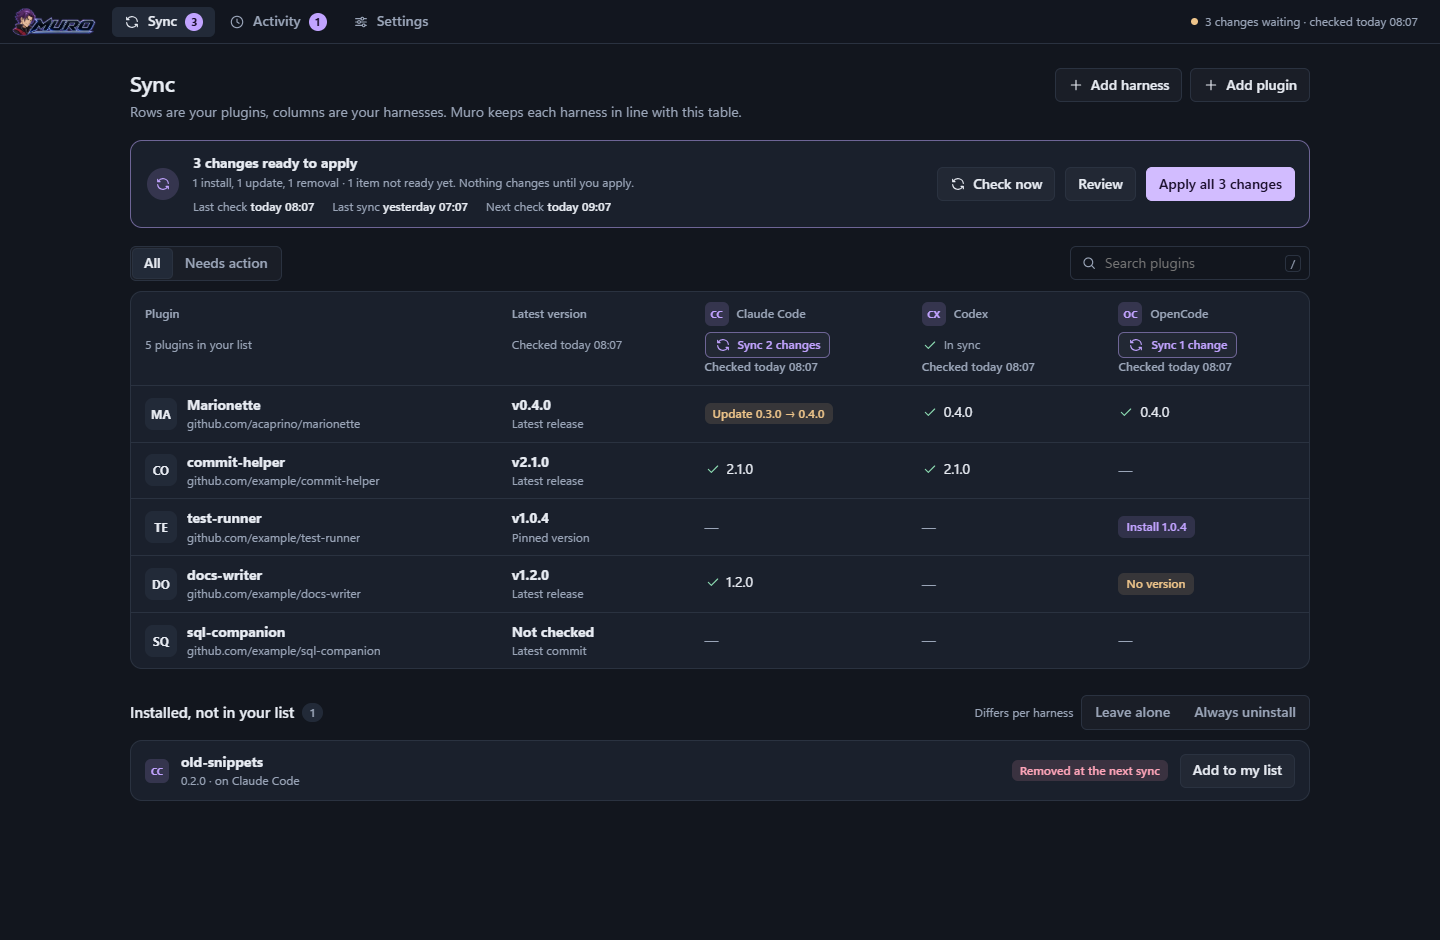 MURO
Sync 3
Activity 1
Settings
3 changes waiting · checked today 08:07
Sync
Rows are your plugins, columns are your harnesses. Muro keeps each harness in line with this table.
Add harness
Add plugin
3 changes ready to apply
1 install, 1 update, 1 removal · 1 item not ready yet. Nothing changes until you apply.
Last check today 08:07 Last sync yesterday 07:07 Next check today 09:07
Check now
Review
Apply all 3 changes
All
Needs action
Search plugins /
Plugin
Latest version
CC Claude Code
CX Codex
OC OpenCode
5 plugins in your list
Checked today 08:07
Sync 2 changes
In sync
Sync 1 change
Checked today 08:07
Checked today 08:07
Checked today 08:07
MA
Marionette
github.com/acaprino/marionette
v0.4.0
Latest release
Update 0.3.0 → 0.4.0
0.4.0
0.4.0
CO
commit-helper
github.com/example/commit-helper
v2.1.0
Latest release
2.1.0
2.1.0
—
TE
test-runner
github.com/example/test-runner
v1.0.4
Pinned version
—
—
Install 1.0.4
DO
docs-writer
github.com/example/docs-writer
v1.2.0
Latest release
1.2.0
—
No version
SQ
sql-companion
github.com/example/sql-companion
Not checked
Latest commit
—
—
—
Installed, not in your list 1
Differs per harness
Leave alone
Always uninstall
CC
old-snippets
0.2.0 · on Claude Code
Removed at the next sync
Add to my list